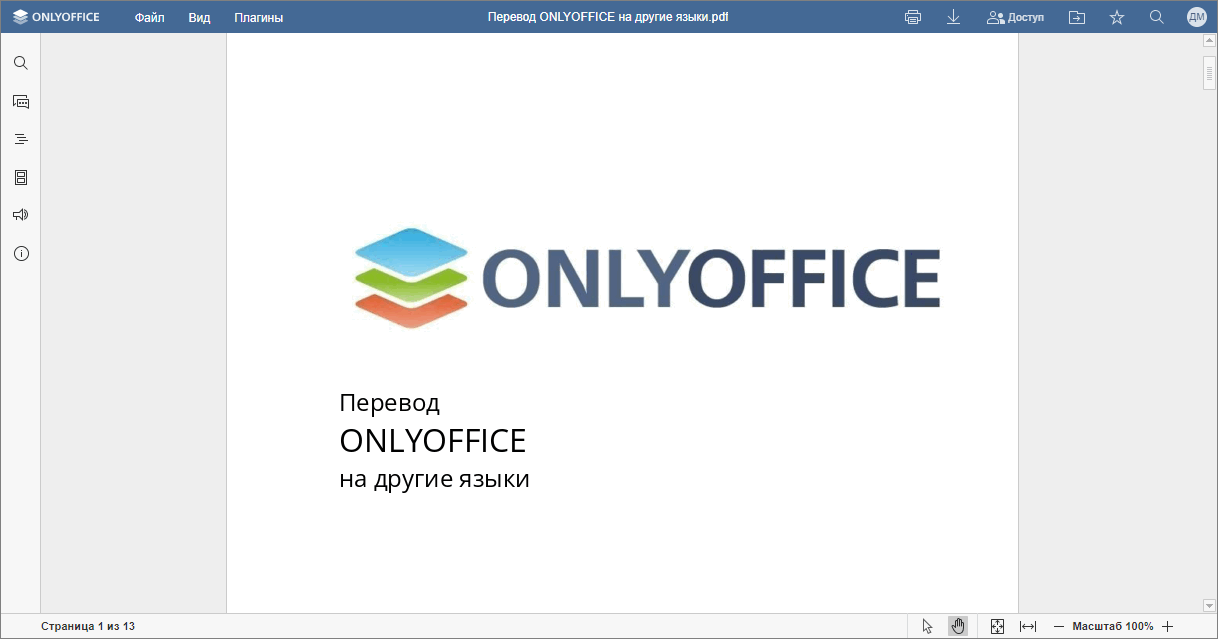 ONLYOFFICE Файл Вид Плагины Перевод ONLYOFFICE на другие языки.pdf Доступ ДМ
ONLYOFFICE
Перевод
ONLYOFFICE
на другие языки
Страница 1 из 13 Масштаб 100%